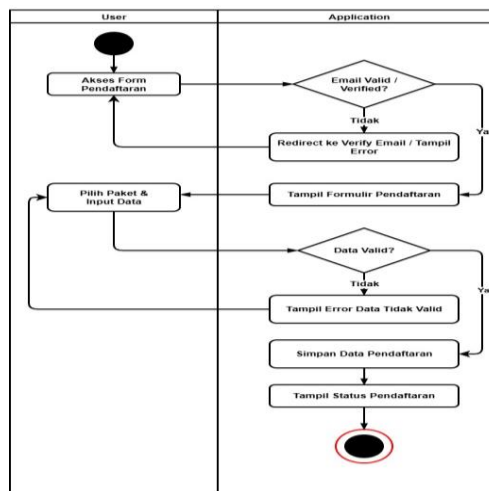 User
Application
Akses Form
Pendaftaran
Email Valid /
Verified?
Tidak
Ya
Redirect ke Verify Email / Tampil
Error
Pilih Paket &
Input Data
Tampil Formulir Pendaftaran
Data Valid?
Tidak
Ya
Tampil Error Data Tidak Valid
Simpan Data Pendaftaran
Tampil Status Pendaftaran